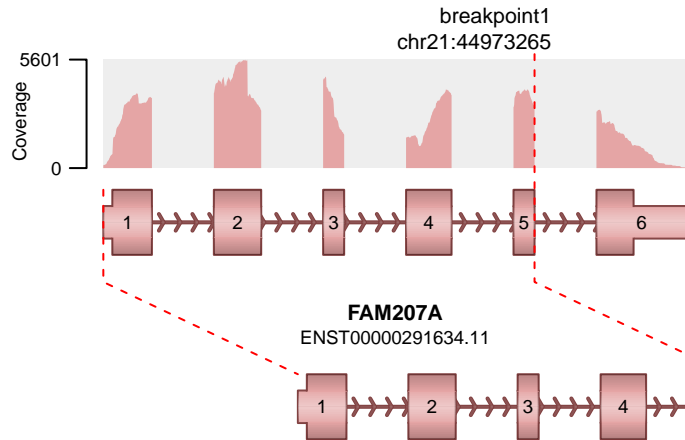 breakpoint1
chr21:44973265
5601
Coverage
0
1 2 3 4 5 6
FAM207A
ENST00000291634.11
1 2 3 4